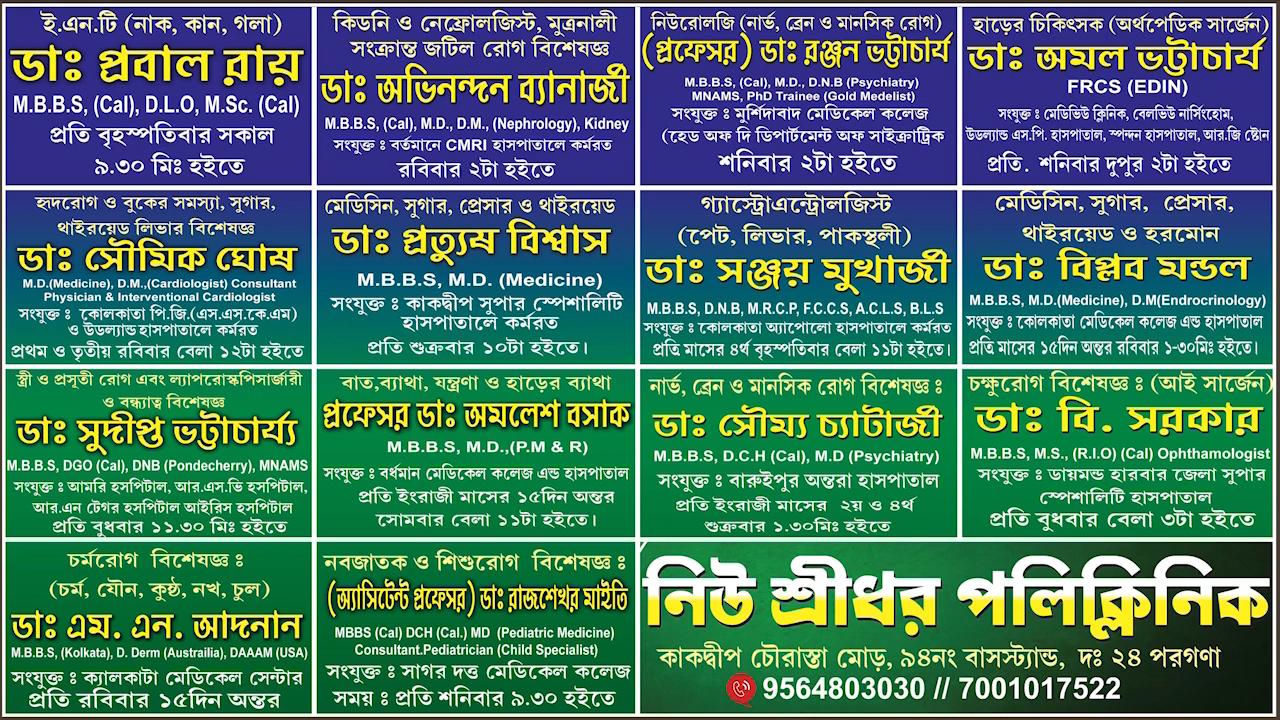 ই.এন.টি (নাক, কান, গলা)
ডাঃ প্রবাল রায়
M.B.B.S, (Cal), D.L.O, M.Sc. (Cal)
প্রতি বৃহস্পতিবার সকাল
৯.৩০ মিঃ হইতে
কিডনি ও নেফ্রোলজিস্ট, মুত্রনালী
সংক্রান্ত জটিল রোগ বিশেষজ্ঞ
ডাঃ অভিনন্দন ব্যানার্জী
M.B.B.S, (Cal), M.D., D.M., (Nephrology), Kidney
সংযুক্ত ঃ বর্তমানে CMRI হাসপাতালে কর্মরত
রবিবার ২টা হইতে
নিউরোলজি (নার্ভ, ব্রেন ও মানসিক রোগ)
(প্রফেসর) ডাঃ রঞ্জন ভট্টাচার্য
M.B.B.S, (Cal), M.D., D.N.B (Psychiatry)
MNAMS, PhD Trainee (Gold Medelist)
সংযুক্ত ঃ মুর্শিদাবাদ মেডিকেল কলেজ
(হেড অফ দি ডিপার্টমেন্ট অফ সাইক্রাট্রিক
শনিবার ২টা হইতে
হাড়ের চিকিৎসক (অর্থপেডিক সার্জেন)
ডাঃ অমল ভট্টাচার্য
FRCS (EDIN)
সংযুক্ত ঃ মেডিভিউ ক্লিনিক, বেলভিউ নার্সিংহোম,
উডল্যান্ড এস.পি. হাসপাতাল, স্পন্দন হাসপাতাল, আর.জি ষ্টোন
প্রতি. শনিবার দুপুর ২টা হইতে
হৃদরোগ ও বুকের সমস্যা, সুগার,
থাইরয়েড লিভার বিশেষজ্ঞ
ডাঃ সৌমিক ঘোষ
M.D.(Medicine), D.M.,(Cardiologist) Consultant
Physician & Interventional Cardiologist
সংযুক্ত ঃ কোলকাতা পি.জি.(এস.এস.কে.এম)
ও উডল্যান্ড হাসপাতালে কর্মরত
প্রথম ও তৃতীয় রবিবার বেলা ১২টা হইতে
মেডিসিন, সুগার, প্রেসার ও থাইরয়েড
ডাঃ প্রত্যুষ বিশ্বাস
M.B.B.S, M.D. (Medicine)
সংযুক্ত ঃ কাকদ্বীপ সুপার স্পেশালিটি
হাসপাতালে কর্মরত
প্রতি শুক্রবার ১০টা হইতে।
গ্যাস্ট্রোএন্ট্রোলজিস্ট
(পেট, লিভার, পাকস্থলী)
ডাঃ সঞ্জয় মুখার্জী
M.B.B.S, D.N.B, M.R.C.P, F.C.C.S, A.C.L.S, B.L.S
সংযুক্ত ঃ কোলকাতা অ্যাপোলো হাসপাতালে কর্মরত
প্রতি মাসের ৪র্থ বৃহস্পতিবার বেলা ১১টা হইতে।
মেডিসিন, সুগার, প্রেসার,
থাইরয়েড ও হরমোন
ডাঃ বিপ্লব মন্ডল
M.B.B.S, M.D.(Medicine), D.M(Endrocrinology)
সংযুক্ত ঃ কোলকাতা মেডিকেল কলেজ এন্ড হাসপাতাল
প্রতি মাসের ১৫দিন অন্তর রবিবার ১-৩০মিঃ হইতে।
স্ত্রী ও প্রসূতী রোগ এবং ল্যাপরোস্কপিসার্জারী
ও বন্ধ্যাত্ব বিশেষজ্ঞ
ডাঃ সুদীপ্ত ভট্টাচার্য্য
M.B.B.S, DGO (Cal), DNB (Pondecherry), MNAMS
সংযুক্ত ঃ আমরি হসপিটাল, আর.এস.ভি হসপিটাল,
আর.এন টেগর হসপিটাল আইরিস হসপিটাল
প্রতি বুধবার ১১.৩০ মিঃ হইতে
বাত,ব্যাথা, যন্ত্রণা ও হাড়ের ব্যাথা
প্রফেসর ডাঃ অমলেশ বসাক
M.B.B.S, M.D.,(P.M & R)
সংযুক্ত ঃ বর্ধমান মেডিকেল কলেজ এন্ড হাসপাতাল
প্রতি ইংরাজী মাসের ১৫দিন অন্তর
সোমবার বেলা ১১টা হইতে।
নার্ভ, ব্রেন ও মানসিক রোগ বিশেষজ্ঞ ঃ
ডাঃ সৌম্য চ্যাটার্জী
M.B.B.S, D.C.H (Cal), M.D (Psychiatry)
সংযুক্ত ঃ বারুইপুর অন্তরা হাসপাতাল
প্রতি ইংরাজী মাসের ২য় ও ৪র্থ
শুক্রবার ১.৩০মিঃ হইতে
চক্ষুরোগ বিশেষজ্ঞ ঃ (আই সার্জেন)
ডাঃ বি. সরকার
M.B.B.S, M.S., (R.I.O) (Cal) Ophthamologist
সংযুক্ত ঃ ডায়মন্ড হারবার জেলা সুপার
স্পেশালিটি হাসপাতাল
প্রতি বুধবার বেলা ৩টা হইতে
চর্মরোগ বিশেষজ্ঞ ঃ
(চর্ম, যৌন, কুষ্ঠ, নখ, চুল)
ডাঃ এম. এন. আদনান
M.B.B.S, (Kolkata), D. Derm (Austrailia), DAAAM (USA)
সংযুক্ত ঃ ক্যালকাটা মেডিকেল সেন্টার
প্রতি রবিবার ১৫দিন অন্তর
নবজাতক ও শিশুরোগ বিশেষজ্ঞ ঃ
(অ্যাসিটেন্ট প্রফেসর) ডাঃ রাজশেখর মাইতি
MBBS (Cal) DCH (Cal.) MD (Pediatric Medicine)
Consultant.Pediatrician (Child Specialist)
সংযুক্ত ঃ সাগর দত্ত মেডিকেল কলেজ
সময় ঃ প্রতি শনিবার ৯.৩০ হইতে
নিউ শ্রীধর পলিক্লিনিক
কাকদ্বীপ চৌরাস্তা মোড়, ৯৪নং বাসস্ট্যান্ড, দঃ ২৪ পরগণা
9564803030 // 7001017522